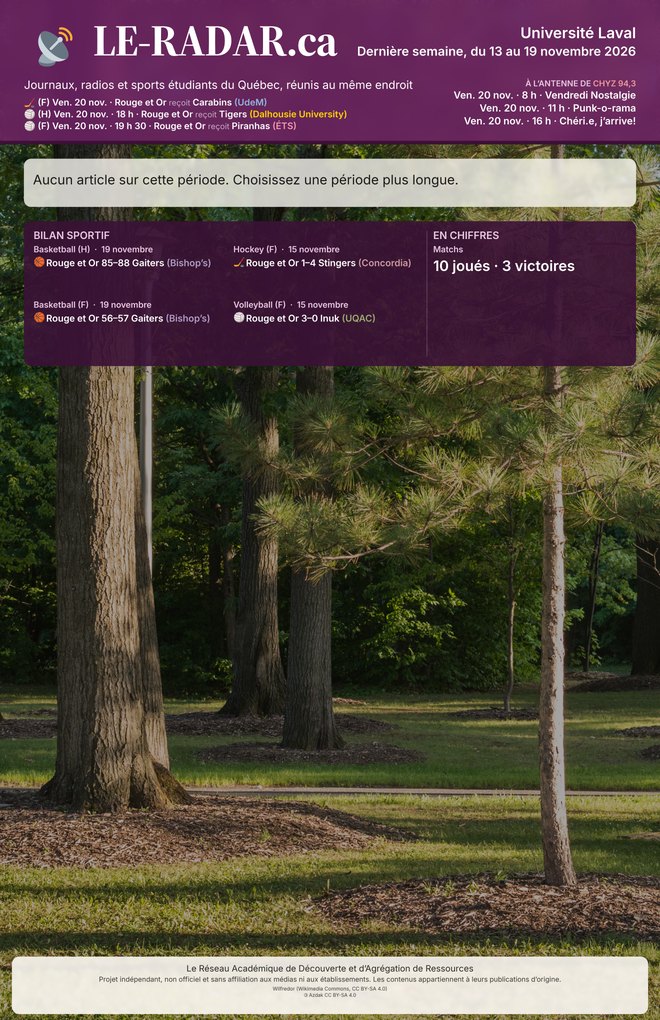 LE-RADAR.ca
Université Laval
Dernière semaine, du 13 au 19 novembre 2026
Journaux, radios et sports étudiants du Québec, réunis au même endroit
(F) Ven. 20 nov. · Rouge et Or reçoit Carabins (UdeM)
(H) Ven. 20 nov. · 18 h · Rouge et Or reçoit Tigers (Dalhousie University)
(F) Ven. 20 nov. · 19 h 30 · Rouge et Or reçoit Piranhas (ÉTS)
À L'ANTENNE DE CHYZ 94,3
Ven. 20 nov. · 8 h · Vendredi Nostalgie
Ven. 20 nov. · 11 h · Punk-o-rama
Ven. 20 nov. · 16 h · Chéri.e, j'arrive!
Aucun article sur cette période. Choisissez une période plus longue.
BILAN SPORTIF
Basketball (H) · 19 novembre
Rouge et Or 85–88 Gaiters (Bishop's)
Hockey (F) · 15 novembre
Rouge et Or 1–4 Stingers (Concordia)
Basketball (F) · 19 novembre
Rouge et Or 56–57 Gaiters (Bishop's)
Volleyball (F) · 15 novembre
Rouge et Or 3–0 Inuk (UQAC)
EN CHIFFRES
Matchs
10 joués · 3 victoires
Le Réseau Académique de Découverte et d'Agrégation de Ressources
Projet indépendant, non officiel et sans affiliation aux médias ni aux établissements. Les contenus appartiennent à leurs publications d'origine.
Wilfredor (Wikimedia Commons, CC BY-SA 4.0)
Azdak CC BY-SA 4.0